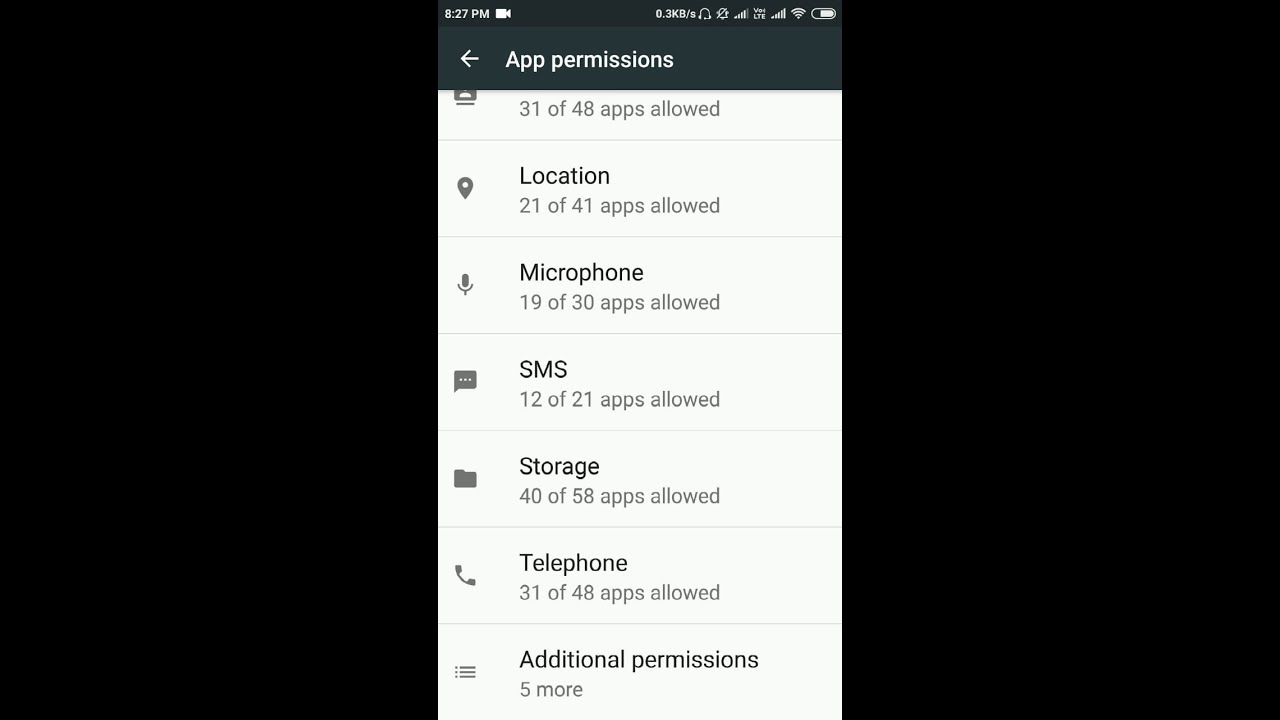 8:27 PM 0.3KB/s Vo) LTE
App permissions
31 of 48 apps allowed
Location
21 of 41 apps allowed
Microphone
19 of 30 apps allowed
SMS
12 of 21 apps allowed
Storage
40 of 58 apps allowed
Telephone
31 of 48 apps allowed
Additional permissions
5 more